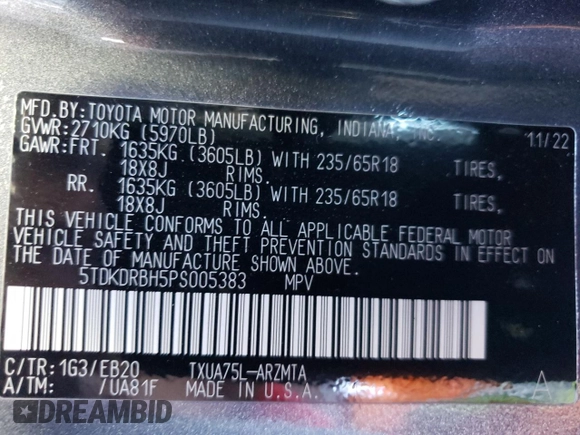 MFD.BY:TOYOTA MOTOR MANUFACTURING, INDIANA, INC.
GVWR:2710KG (5970LB) 11/22
GAWR:FRT. 1635KG (3605LB) WITH 235/65R18 TIRES,
18X8J RIMS.
RR. 1635KG (3605LB) WITH 235/65R18 TIRES,
18X8J RIMS.
THIS VEHICLE CONFORMS TO ALL APPLICABLE FEDERAL MOTOR
VEHICLE SAFETY AND THEFT PREVENTION STANDARDS IN EFFECT ON
THE DATE OF MANUFACTURE SHOWN ABOVE.
5TDKDRBH5PS005383 MPV
C/TR:1G3/EB20 TXUA75L-ARZMTA
A/TM: /UA81F MADE IN U.S.A. A
DREAMBID